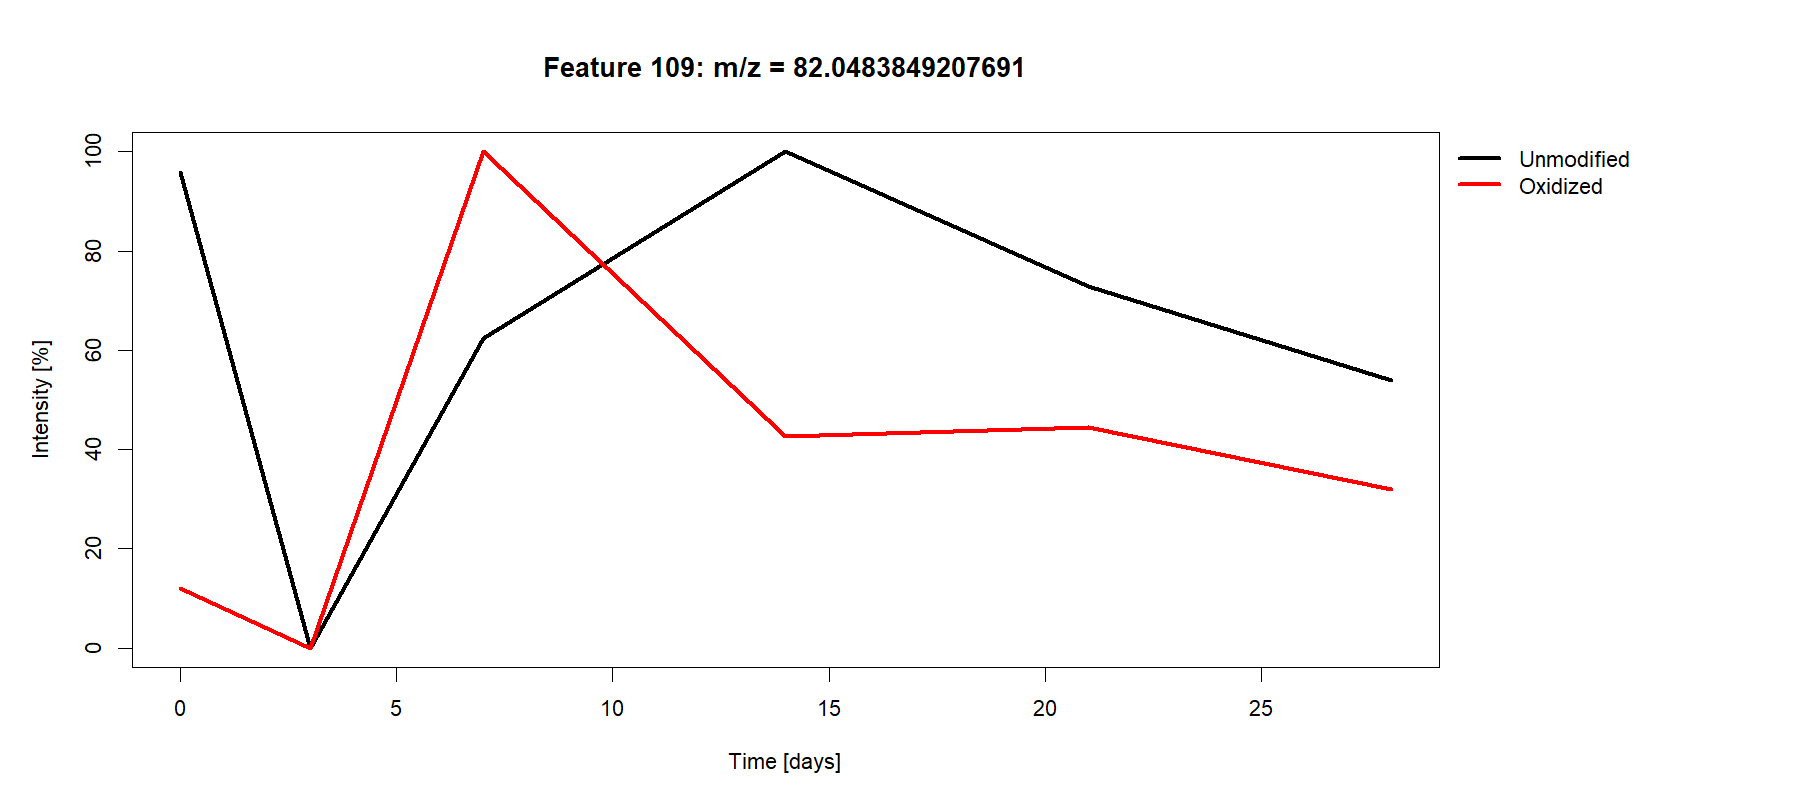 Feature 109: m/z = 82.0483849207691
Unmodified
Oxidized
Intensity [%]
100
80
60
40
20
0
0 5 10 15 20 25
Time [days]